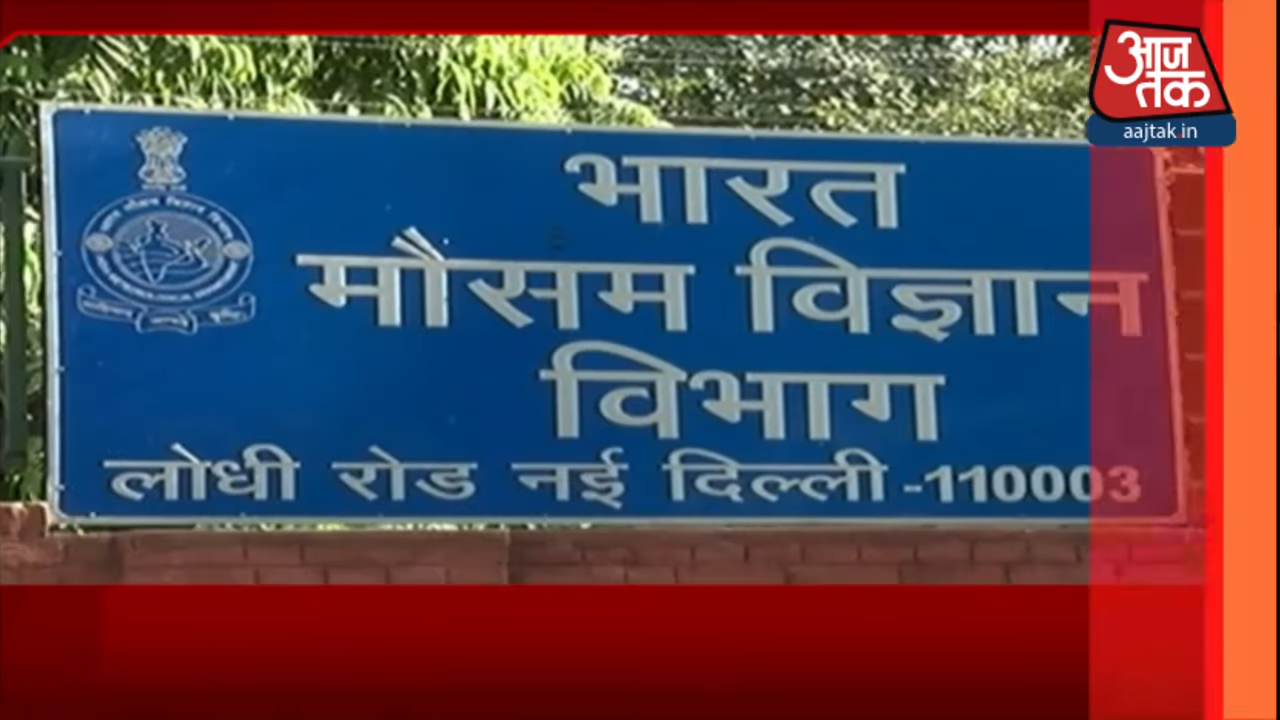 आज
तक
aajtak.in
भारत
मौसम विज्ञान
विभाग
लोधी रोड नई दिल्ली -110003